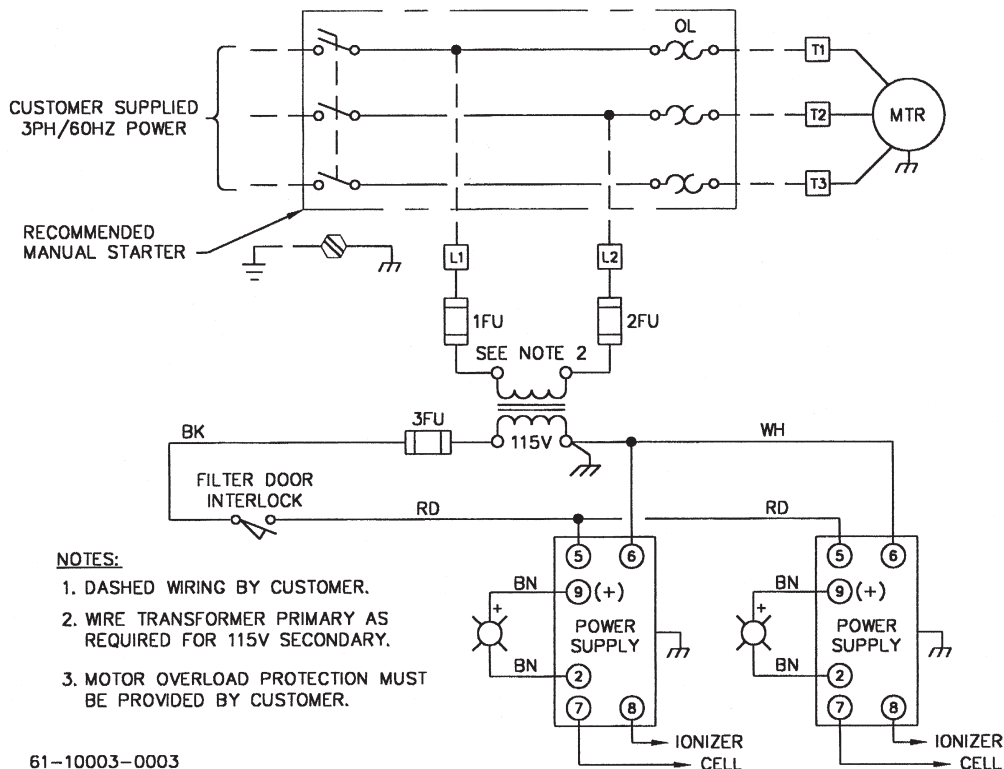 OL
T1
CUSTOMER SUPPLIED
3PH/60HZ POWER
T2
MTR
T3
RECOMMENDED
MANUAL STARTER
L1
L2
1FU
2FU
SEE NOTE 2
3FU
BK
115V
WH
FILTER DOOR
INTERLOCK
RD
RD
5
6
5
6
NOTES:
1. DASHED WIRING BY CUSTOMER.
2. WIRE TRANSFORMER PRIMARY AS
REQUIRED FOR 115V SECONDARY.
3. MOTOR OVERLOAD PROTECTION MUST
BE PROVIDED BY CUSTOMER.
BN
9 (+)
+
POWER
SUPPLY
BN
2
7
8
IONIZER
CELL
BN
9 (+)
+
POWER
SUPPLY
BN
2
7
8
IONIZER
CELL
61-10003-0003